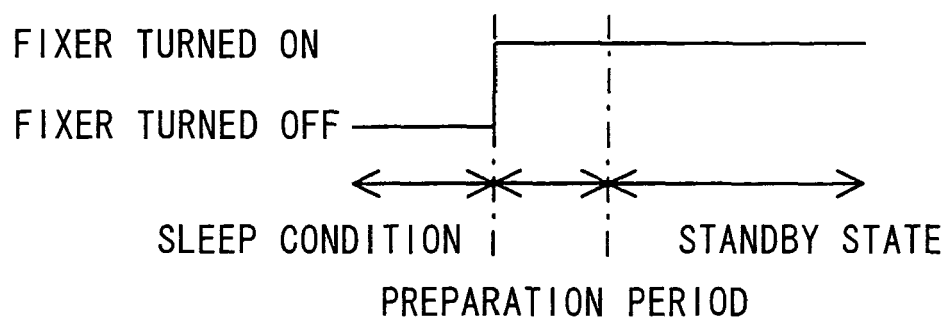 FIXER TURNED ON
FIXER TURNED OFF
SLEEP CONDITION
STANDBY STATE
PREPARATION PERIOD